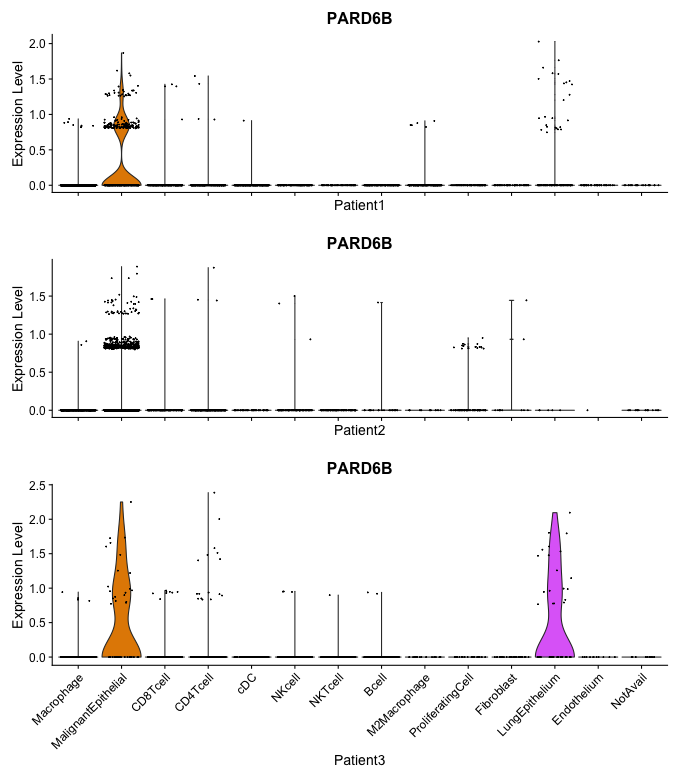 PARD6B
Expression Level
2.0
1.5
1.0
0.5
0.0
Patient1
PARD6B
Expression Level
1.5
1.0
0.5
0.0
Patient2
PARD6B
Expression Level
2.5
2.0
1.5
1.0
0.5
0.0
Macrophage
MalignantEpithelial
CD8Tcell
CD4Tcell
cDC
NKcell
NKTcell
Bcell
M2Macrophage
ProliferatingCell
Fibroblast
LungEpithelium
Endothelium
NotAvail
Patient3